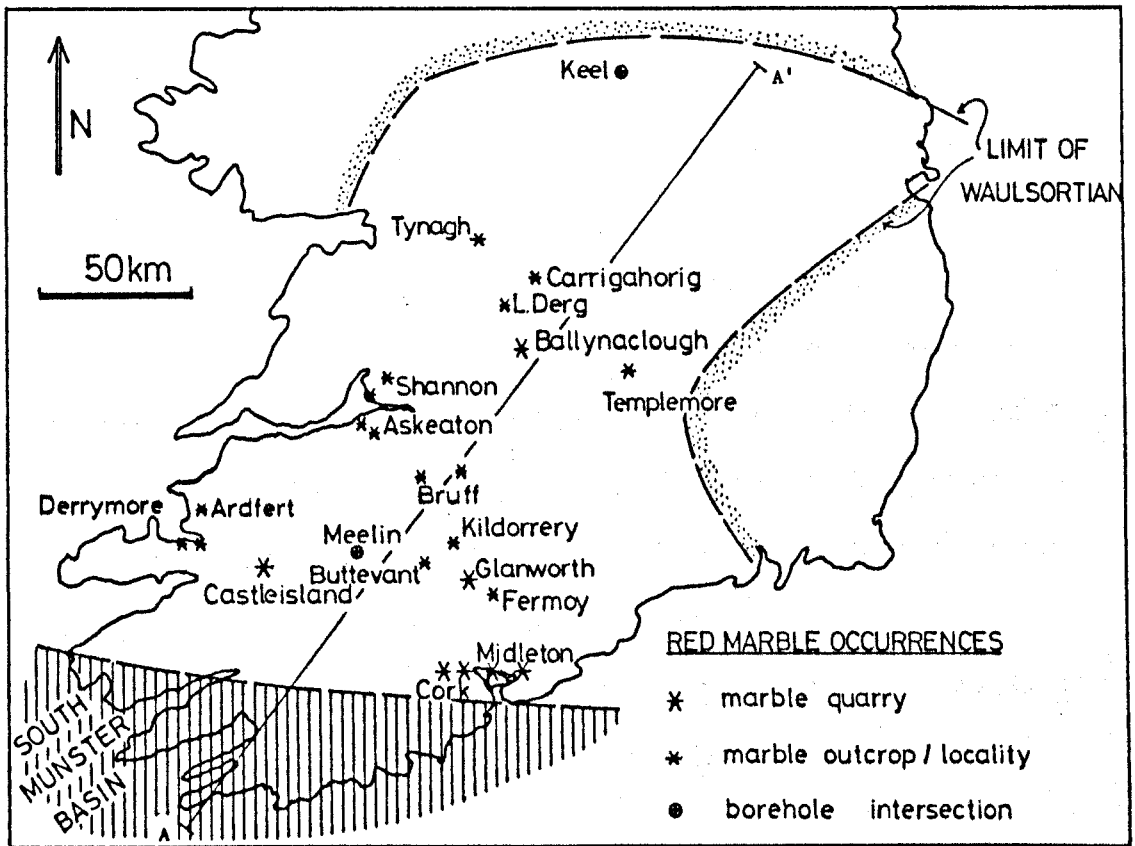 N
Keel
A'
LIMIT OF
WAULSORTIAN
Tynagh
50km
Carrigahorig
L.Derg
Ballynaclough
Shannon
Templemore
Askeaton
Bruff
Derrymore
Ardfert
Meelin
Kildorrery
Buttevant
Glanworth
Castleisland
Fermoy
Midleton
Cork
RED MARBLE OCCURRENCES
marble quarry
marble outcrop / locality
borehole intersection
SOUTH
MUNSTER
BASIN
A